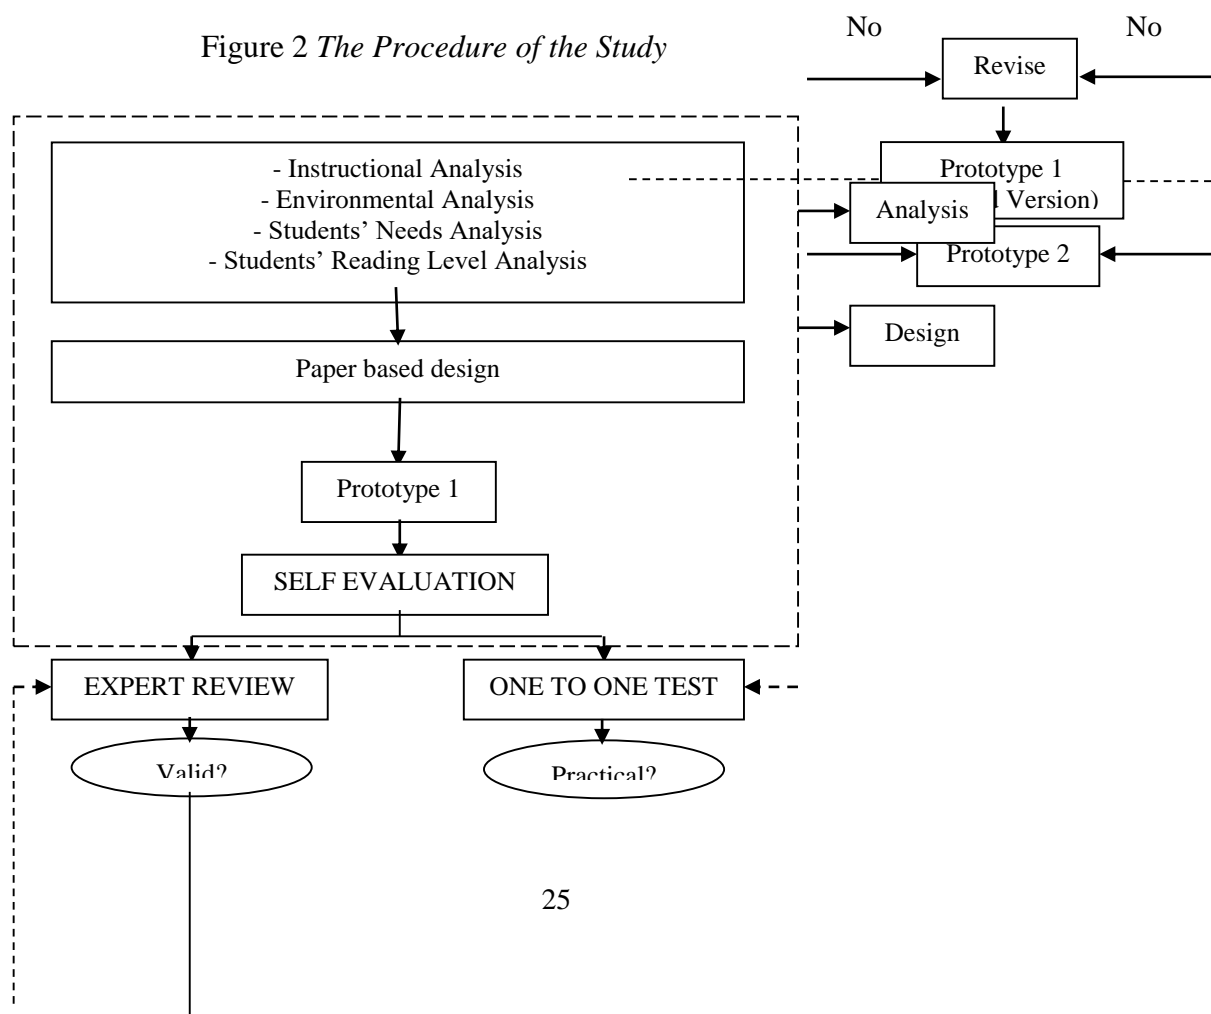 Figure 2 The Procedure of the Study
No
No
Revise
- Instructional Analysis
- Environmental Analysis
- Students’ Needs Analysis
- Students’ Reading Level Analysis
Prototype 1
Version)
Analysis
Prototype 2
Design
Paper based design
Prototype 1
SELF EVALUATION
EXPERT REVIEW
ONE TO ONE TEST
Valid?
Practical?
25